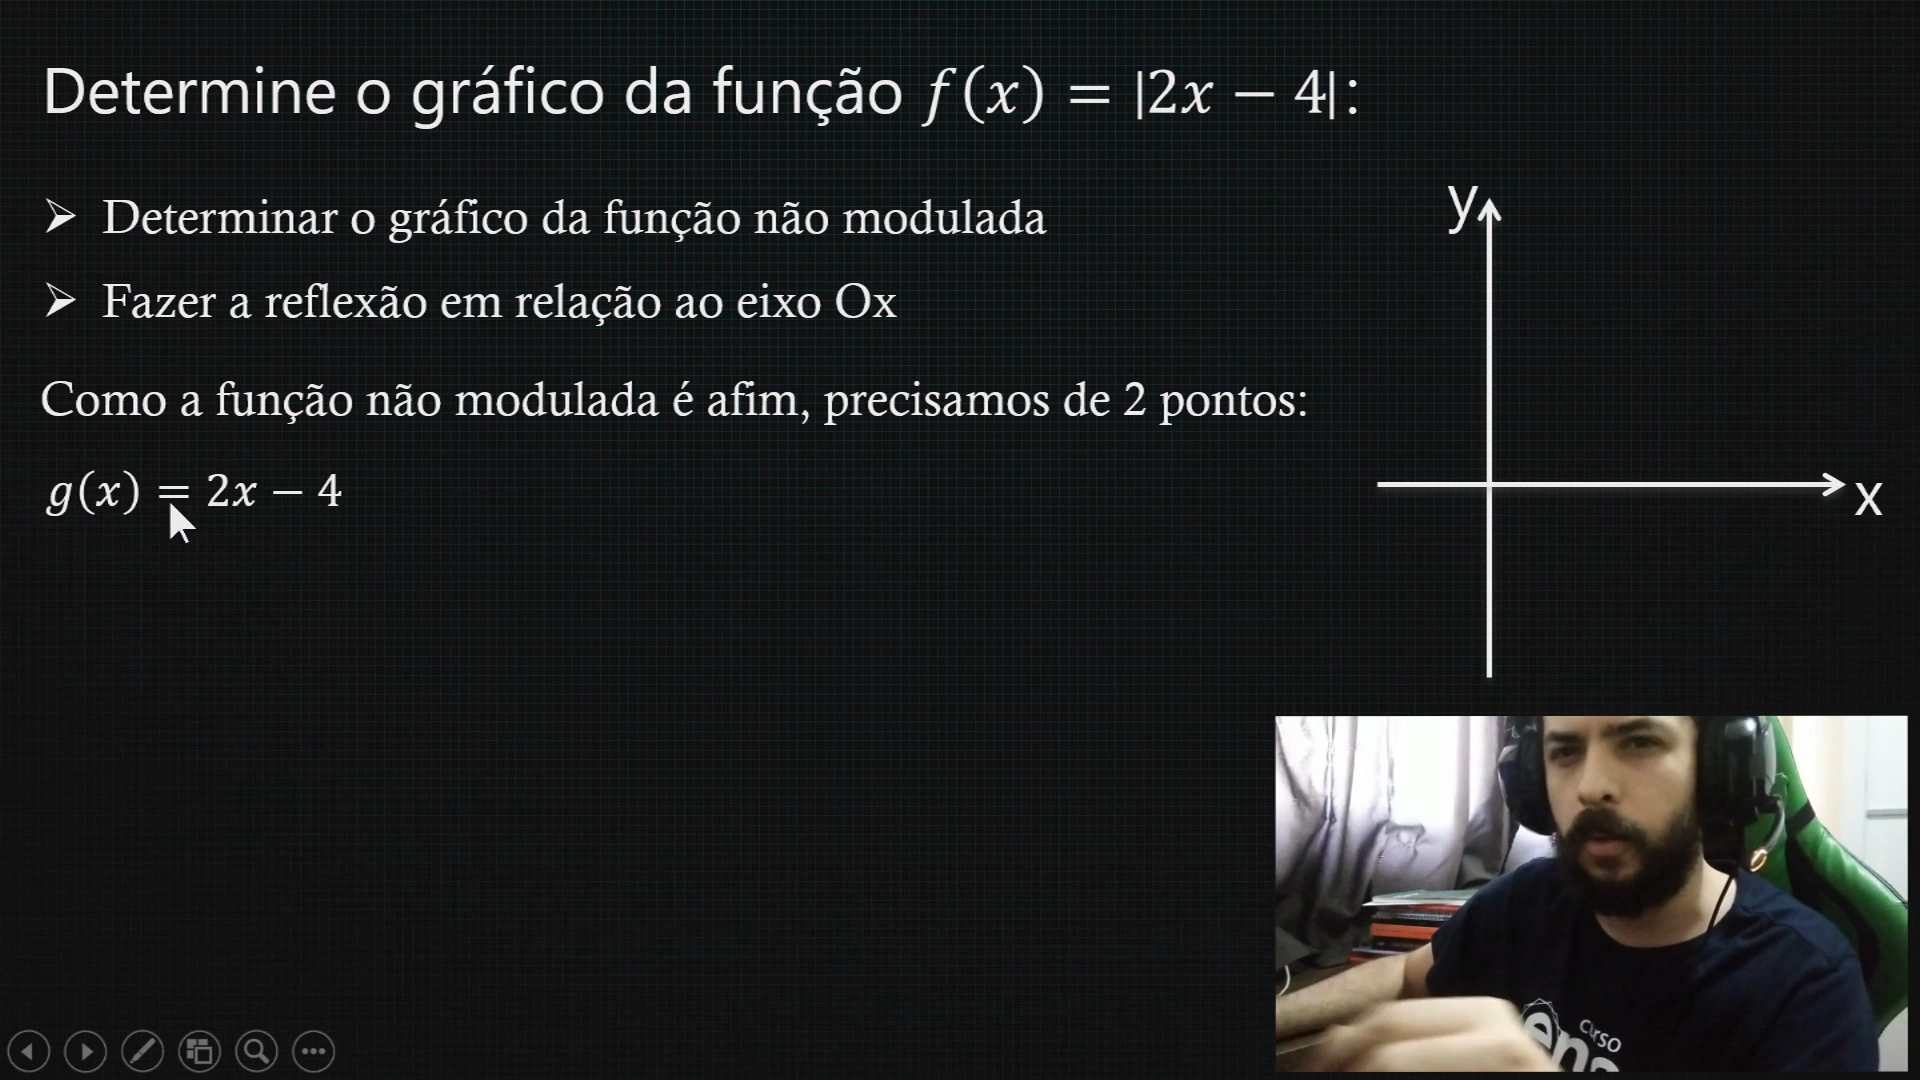 Determine o gráfico da função f(x) = |2x − 4|:
➢ Determinar o gráfico da função não modulada
➢ Fazer a reflexão em relação ao eixo Ox
Como a função não modulada é afim, precisamos de 2 pontos:
g(x) = 2x − 4
y
x
Curso